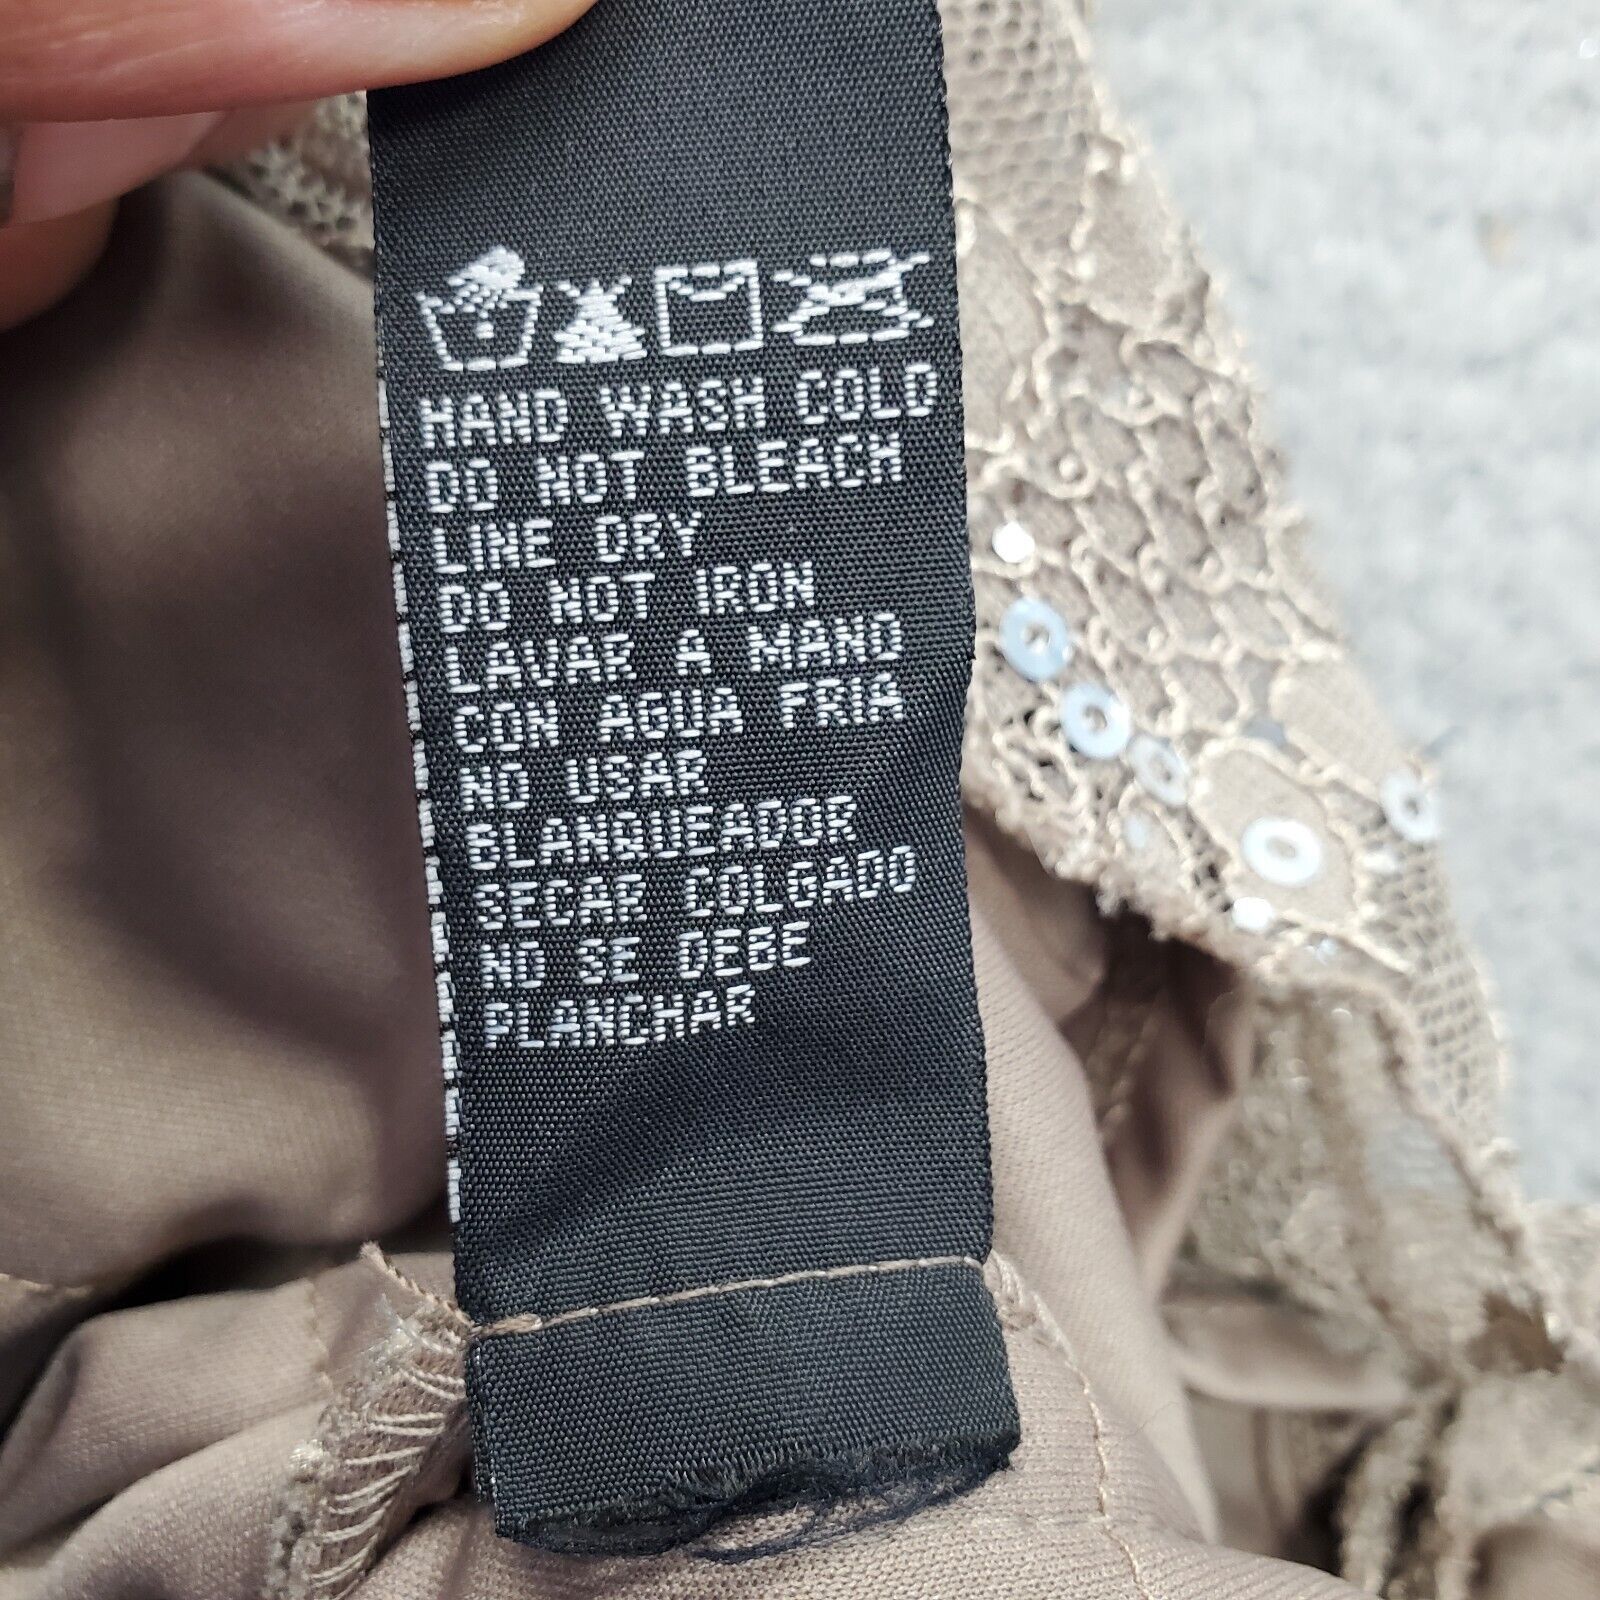 HAND WASH COLD
DO NOT BLEACH
LINE DRY
DO NOT IRON
LAVAR A MANO
CON AGUA FRIA
NO USAR
BLANQUEADOR
SECAR COLGADO
NO SE DEBE
PLANCHAR